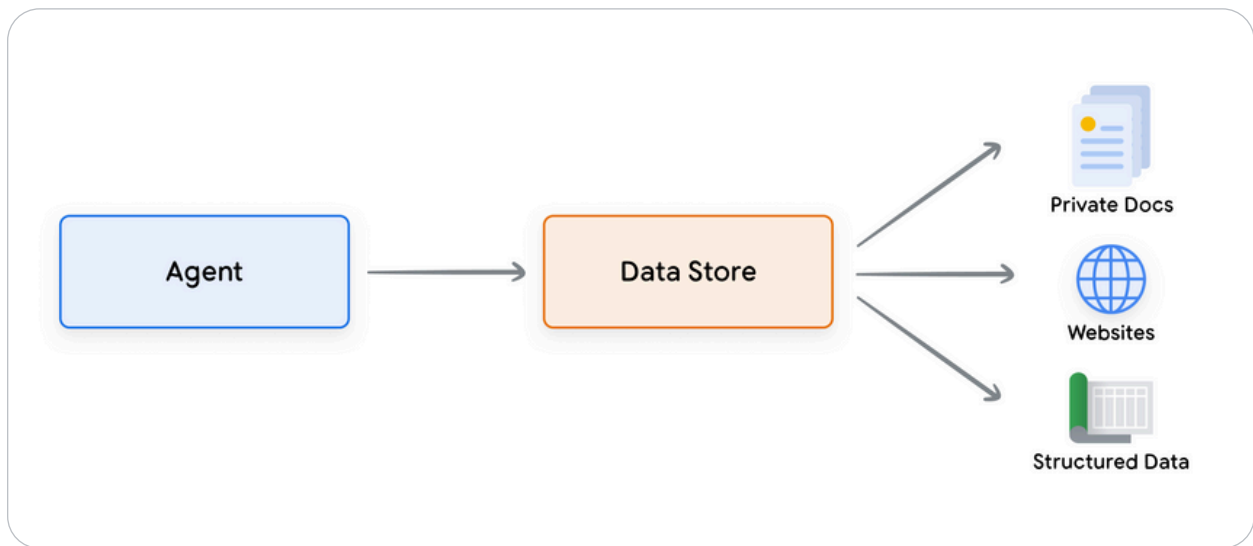 Agent
Data Store
Private Docs
Websites
Structured Data